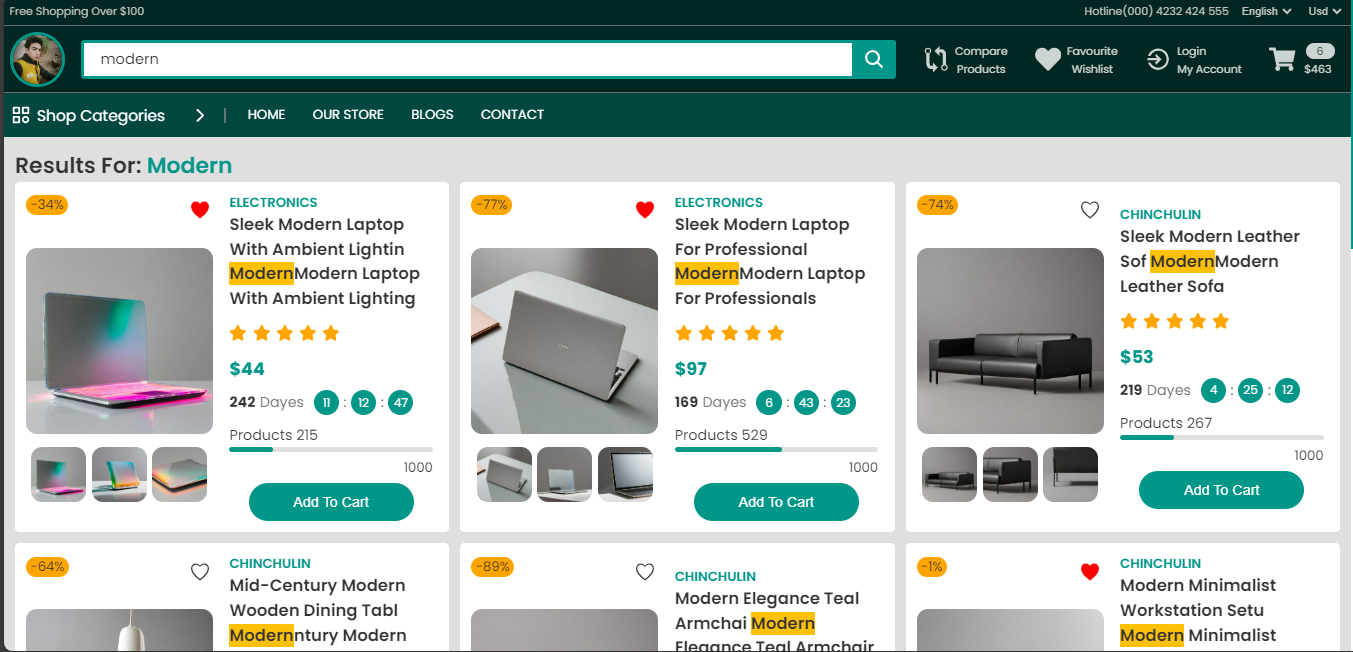 Free Shopping Over $100
Hotline(000) 4232 424 555 English Usd
modern
Compare
Products
Favourite
Wishlist
Login
My Account
6
$463
Shop Categories | HOME OUR STORE BLOGS CONTACT
Results For: Modern
-34%
ELECTRONICS
Sleek Modern Laptop
With Ambient Lightin
ModernModern Laptop
With Ambient Lighting
$44
242 Dayes 11 : 12 : 47
Products 215
1000
Add To Cart
-77%
ELECTRONICS
Sleek Modern Laptop
For Professional
ModernModern Laptop
For Professionals
$97
169 Dayes 6 : 43 : 23
Products 529
1000
Add To Cart
-74%
CHINCHULIN
Sleek Modern Leather
Sof ModernModern
Leather Sofa
$53
219 Dayes 4 : 25 : 12
Products 267
1000
Add To Cart
-64%
CHINCHULIN
Mid-Century Modern
Wooden Dining Tabl
Modernntury Modern
-89%
CHINCHULIN
Modern Elegance Teal
Armchai Modern
Elegance Teal Armchair
-1%
CHINCHULIN
Modern Minimalist
Workstation Setu
Modern Minimalist